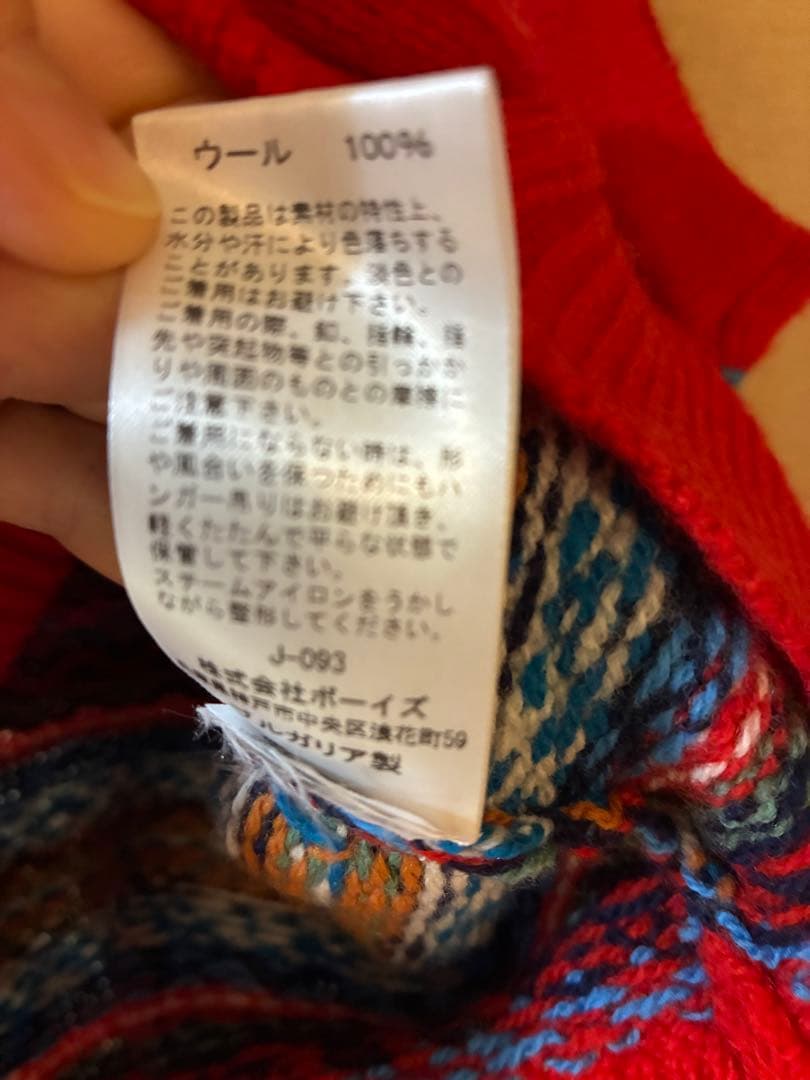 ウール 100%
この製品は素材の特性上、
水分や汗により色落ちする
ことがあります。淡色との
ご着用はお避け下さい。
ご着用の際、釦、指輪、指
先や突起物等との引っかか
りや周囲のものとの摩擦に
ご注意下さい。
ご着用にならない時は、形
や風合いを保つためにもハ
ンガー吊りはお避け頂き、
軽くたたんで平らな状態で
保管して下さい。
スチームアイロンをうかし
ながら整形してください。
J-093
株式会社ボーイズ
神戸市中央区浪花町59
ブルガリア製